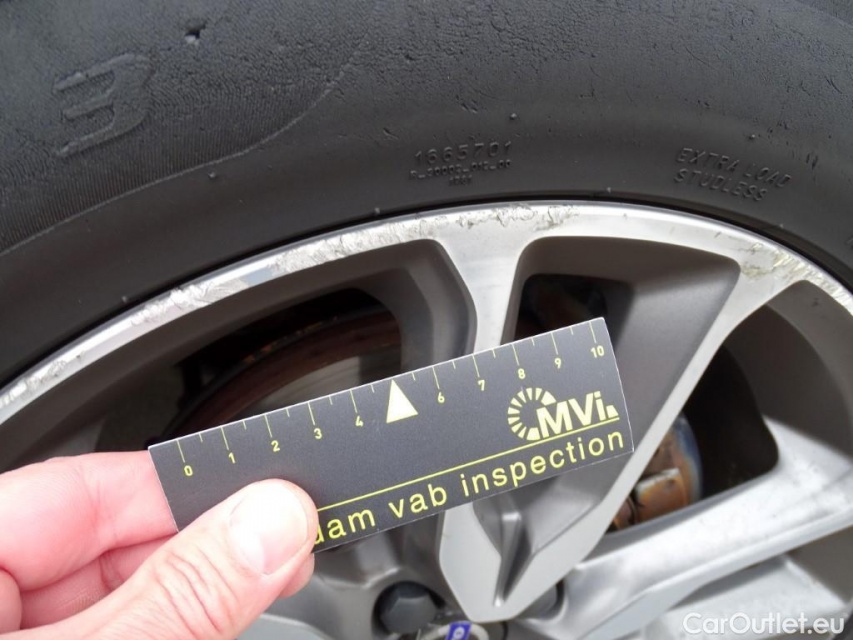 3
1665701
EXTRA LOAD
STUDLESS
0 1 2 3 4 6 7 8 9 10
MVi
dam vab inspection
CarOutlet.eu